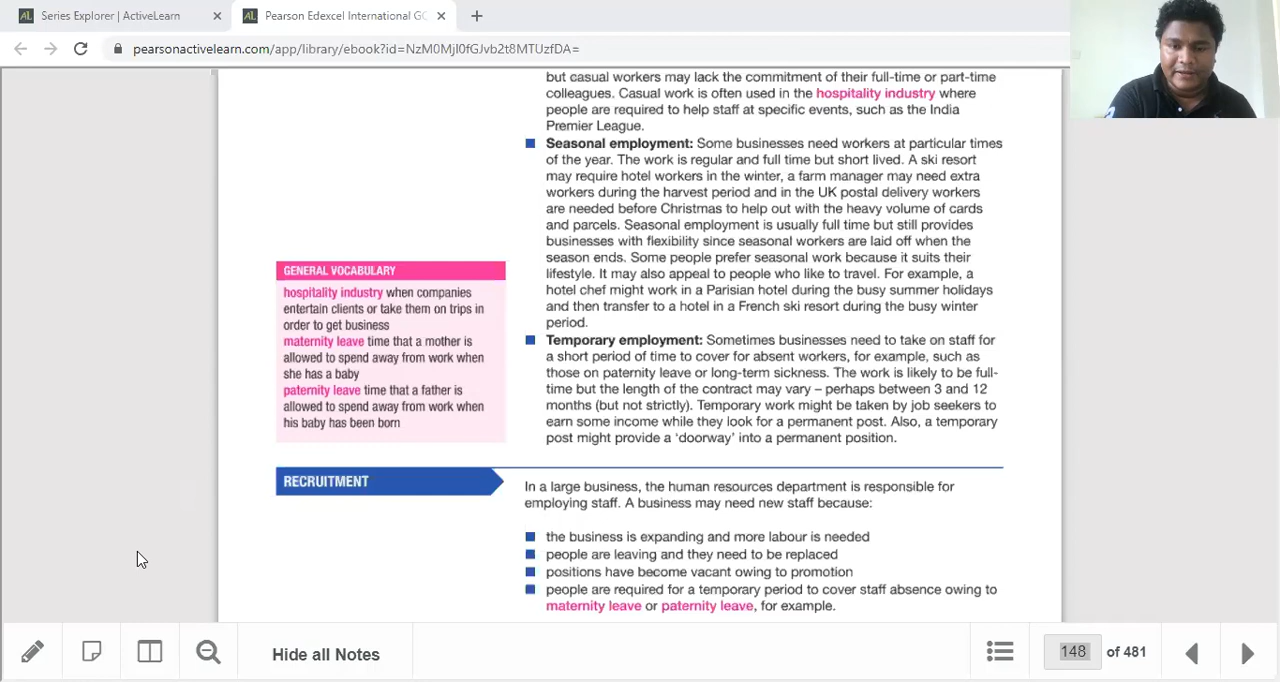 Series Explorer | ActiveLearn
Pearson Edexcel International GC
pearsonactivelearn.com/app/library/ebook?id=NzM0MjI0fGJvb2t8MTUzfDA=
but casual workers may lack the commitment of their full-time or part-time
colleagues. Casual work is often used in the hospitality industry where
people are required to help staff at specific events, such as the India
Premier League.
Seasonal employment: Some businesses need workers at particular times
of the year. The work is regular and full time but short lived. A ski resort
may require hotel workers in the winter, a farm manager may need extra
workers during the harvest period and in the UK postal delivery workers
are needed before Christmas to help out with the heavy volume of cards
and parcels. Seasonal employment is usually full time but still provides
businesses with flexibility since seasonal workers are laid off when the
season ends. Some people prefer seasonal work because it suits their
lifestyle. It may also appeal to people who like to travel. For example, a
hotel chef might work in a Parisian hotel during the busy summer holidays
and then transfer to a hotel in a French ski resort during the busy winter
period.
GENERAL VOCABULARY
hospitality industry when companies
entertain clients or take them on trips in
order to get business
maternity leave time that a mother is
allowed to spend away from work when
she has a baby
paternity leave time that a father is
allowed to spend away from work when
his baby has been born
Temporary employment: Sometimes businesses need to take on staff for
a short period of time to cover for absent workers, for example, such as
those on paternity leave or long-term sickness. The work is likely to be full-
time but the length of the contract may vary – perhaps between 3 and 12
months (but not strictly). Temporary work might be taken by job seekers to
earn some income while they look for a permanent post. Also, a temporary
post might provide a 'doorway' into a permanent position.
RECRUITMENT
In a large business, the human resources department is responsible for
employing staff. A business may need new staff because:
the business is expanding and more labour is needed
people are leaving and they need to be replaced
positions have become vacant owing to promotion
people are required for a temporary period to cover staff absence owing to
maternity leave or paternity leave, for example.
Hide all Notes
148 of 481